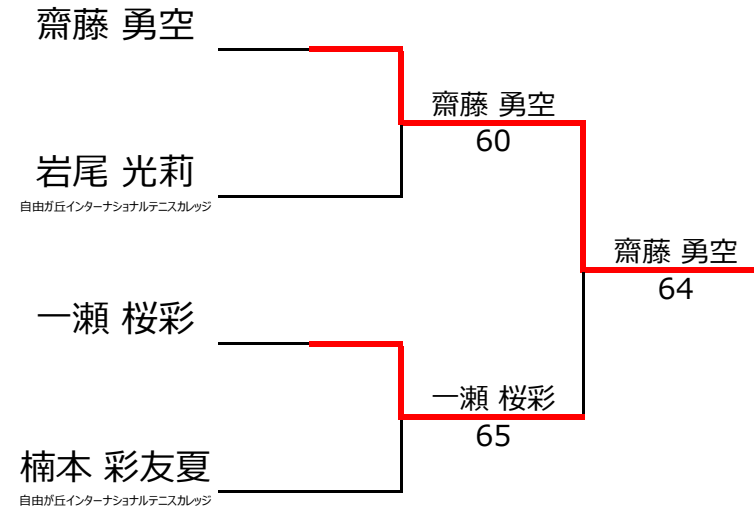 齋藤 勇空
齋藤 勇空
60
岩尾 光莉
自由ガ丘インターナショナルテニスカレッジ
齋藤 勇空
64
一瀬 桜彩
一瀬 桜彩
65
楠本 彩友夏
自由が丘インターナショナルテニスカレッジ